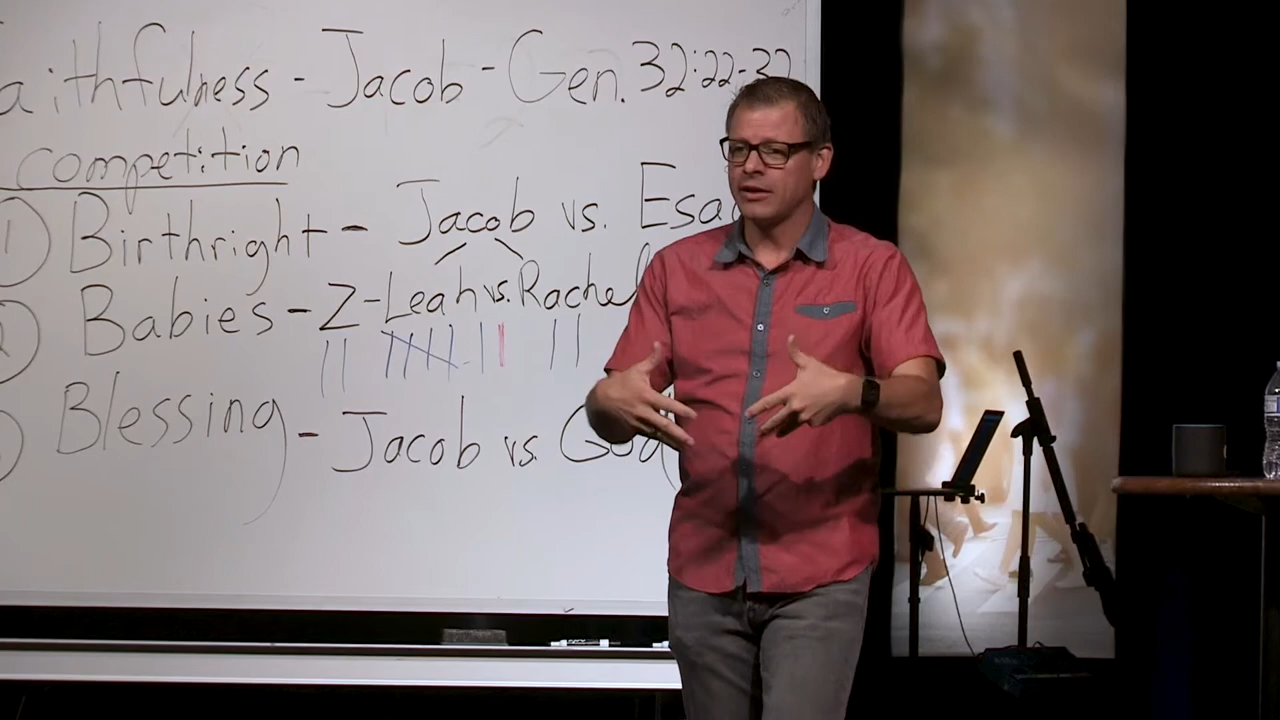 aithfulness - Jacob - Gen. 32:22-32
competition
1 Birthright - Jacob vs. Esa
2 Babies - Z - Leah vs. Rachel
Blessing - Jacob vs. God